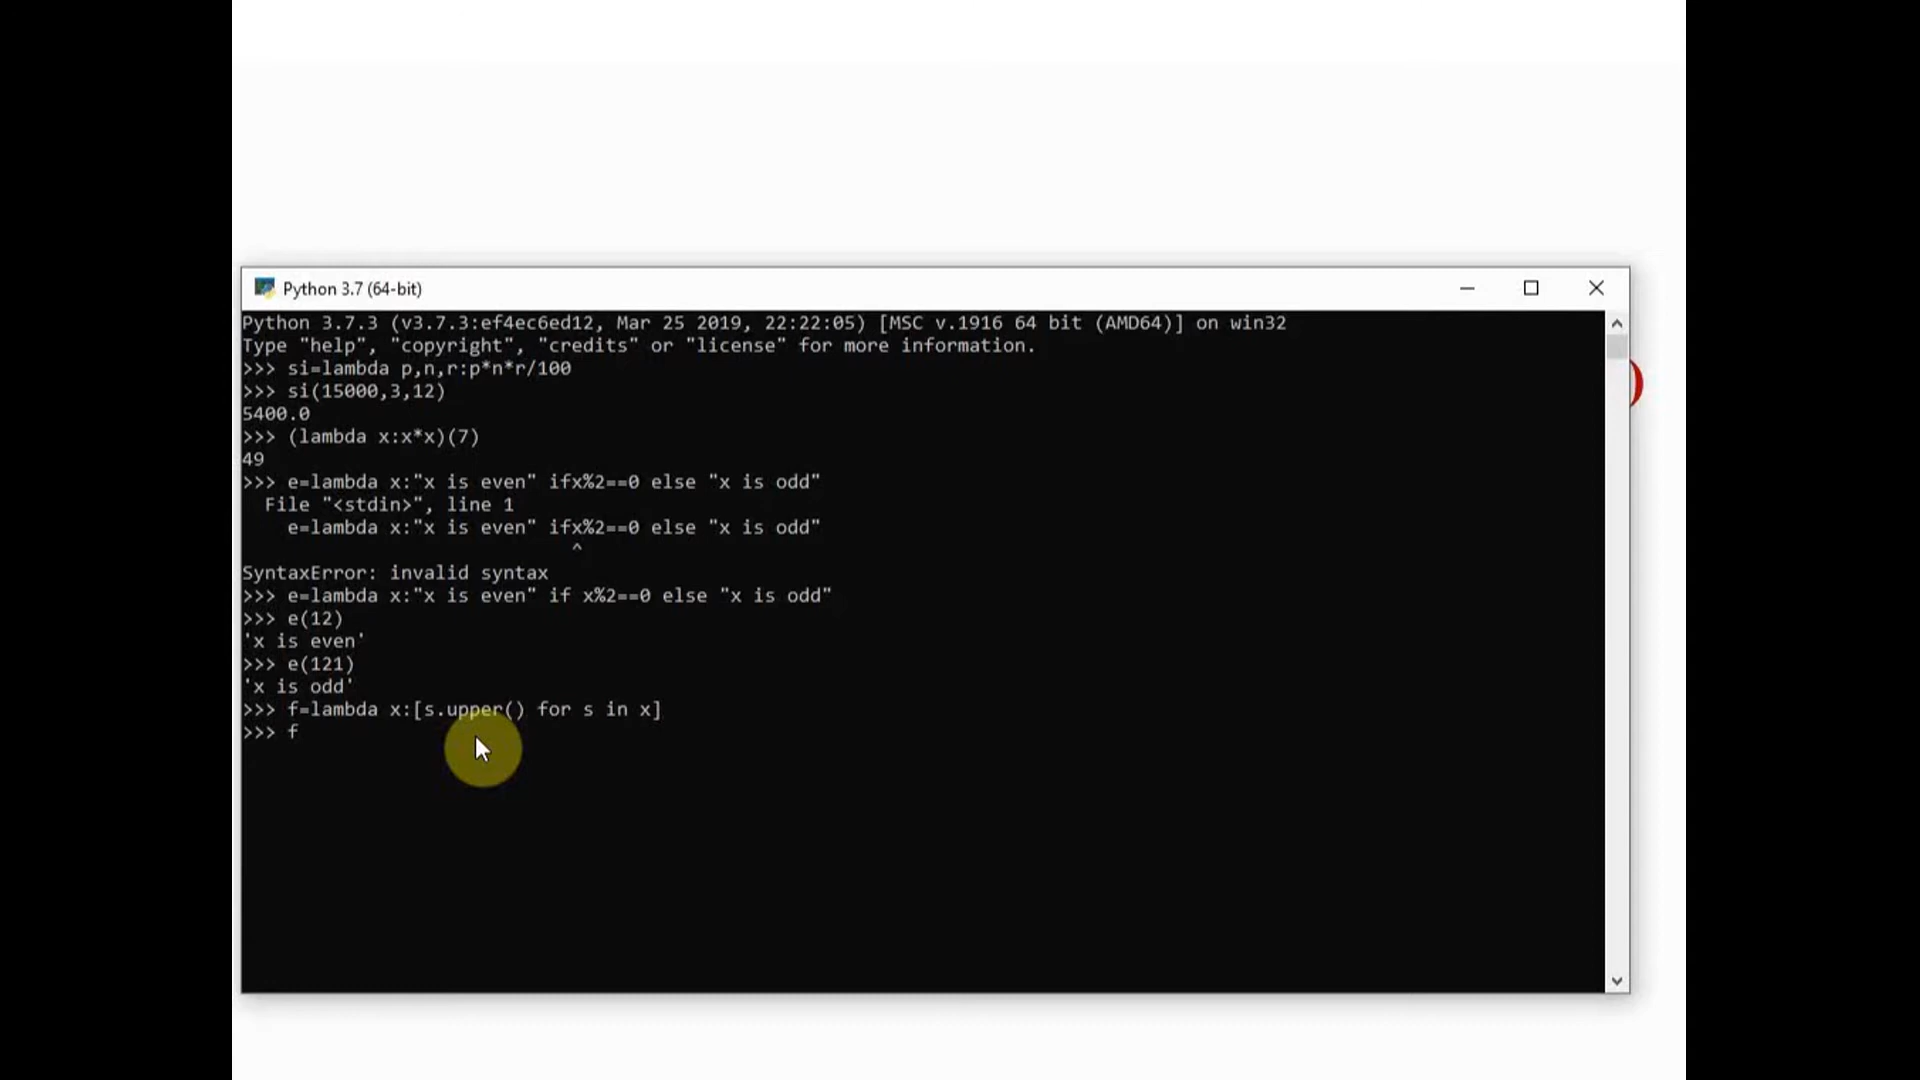 Python 3.7 (64-bit)
Python 3.7.3 (v3.7.3:ef4ec6ed12, Mar 25 2019, 22:22:05) [MSC v.1916 64 bit (AMD64)] on win32
Type "help", "copyright", "credits" or "license" for more information.
>>> si=lambda p,n,r:p*n*r/100
>>> si(15000,3,12)
5400.0
>>> (lambda x:x*x)(7)
49
>>> e=lambda x:"x is even" ifx%2==0 else "x is odd"
  File "<stdin>", line 1
    e=lambda x:"x is even" ifx%2==0 else "x is odd"
                             ^
SyntaxError: invalid syntax
>>> e=lambda x:"x is even" if x%2==0 else "x is odd"
>>> e(12)
'x is even'
>>> e(121)
'x is odd'
>>> f=lambda x:[s.upper() for s in x]
>>> f
)